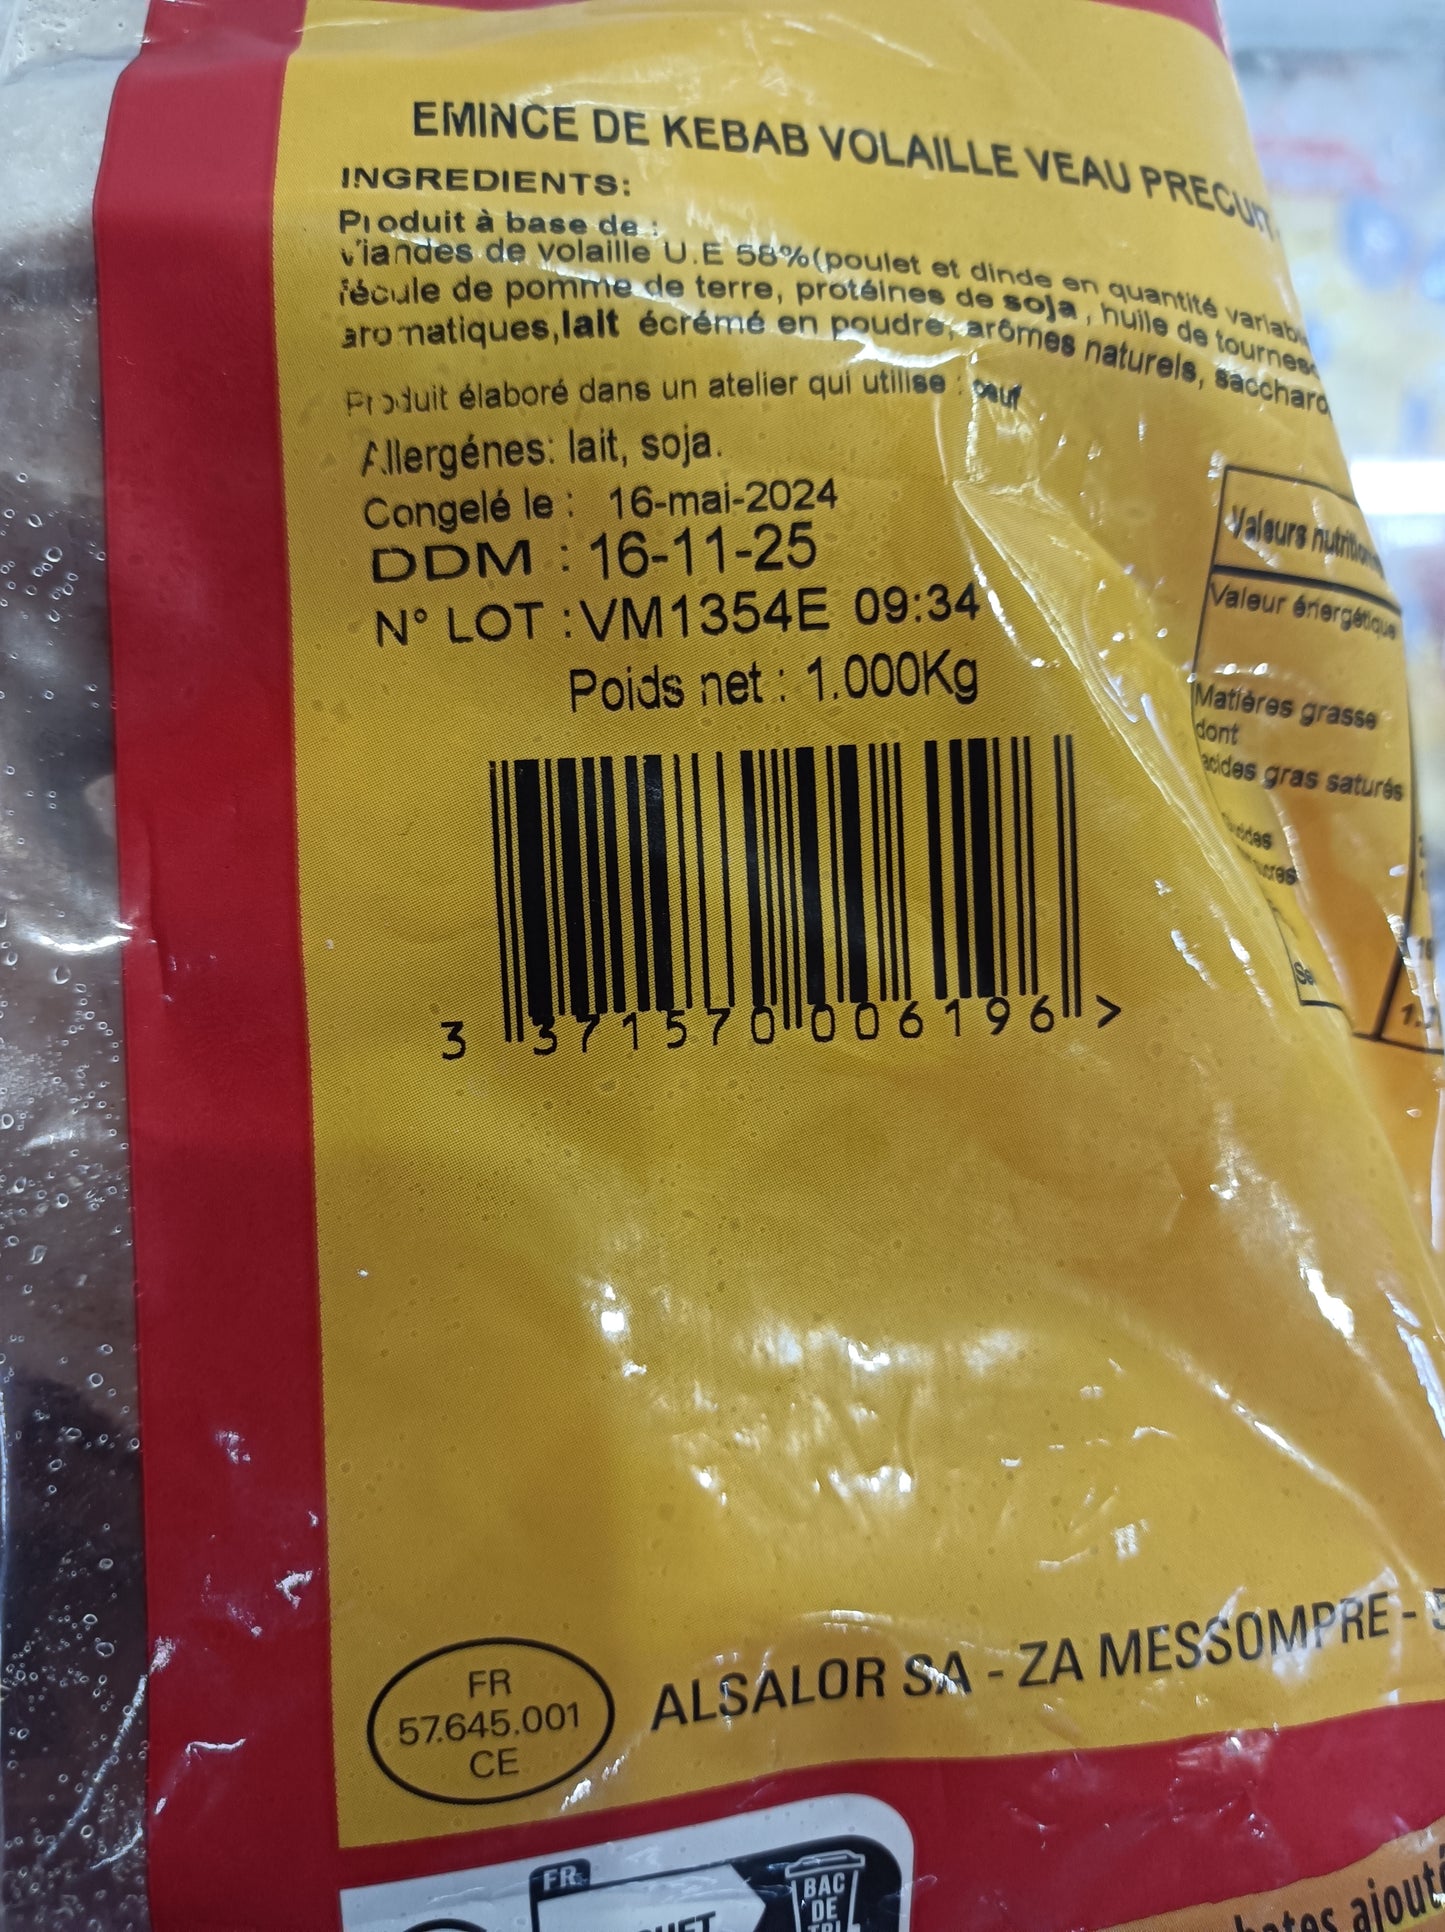 EMINCE DE KEBAB VOLAILLE VEAU PRECUIT
INGREDIENTS:
Produit à base de :
Viandes de volaille U.E 58%(poulet et dinde en quantité
fécule de pomme de terre, protéines de soja, huile de
aromatiques,lait écrémé en poudre, arômes naturels,
Produit élaboré dans un atelier qui utilise : oeuf
Allergénes: lait, soja.
Congelé le : 16-mai-2024
DDM : 16-11-25
N° LOT : VM1354E 09:34
Poids net : 1.000Kg
Valeurs
Valeur énergétique
Matières grasse
dont
acides gras saturés
3 371570 006196 >
FR
57.645.001
CE
ALSALOR SA - ZA MESSOMPRE -
FR
BAC
DE
TRI